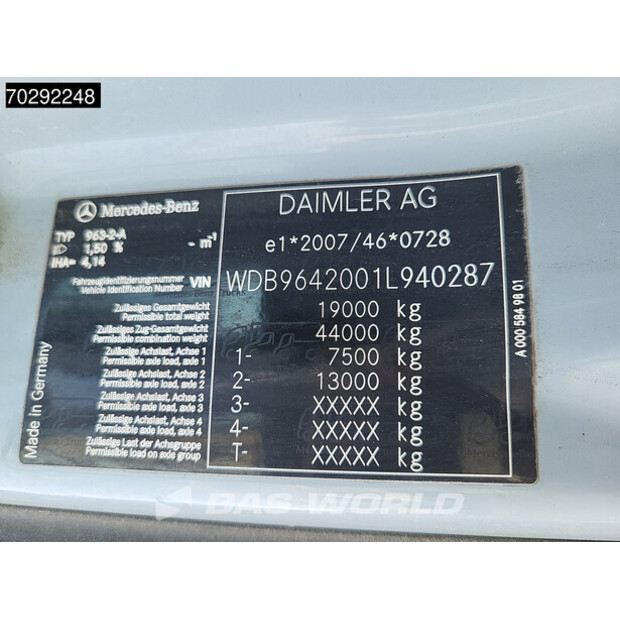 70292248
Mercedes-Benz
TYP 963-2-A
1,50 % - m⁻¹
IHA= 4,14
Fahrzeugidentifizierungsnummer
Vehicle Identification Number VIN
Zulässiges Gesamtgewicht
Permissible total weight
Zulässiges Zug-Gesamtgewicht
Permissible combination weight
Zulässige Achslast, Achse 1
Permissible axle load, axle 1
Zulässige Achslast, Achse 2
Permissible axle load, axle 2
Zulässige Achslast, Achse 3
Permissible axle load, axle 3
Zulässige Achslast, Achse 4
Permissible axle load, axle 4
Zulässige Last der Achsgruppe
Permissible load on axle group
Made in Germany
DAIMLER AG
e1*2007/46*0728
WDB9642001L940287
19000 kg
44000 kg
1- 7500 kg
2- 13000 kg
3- XXXXX kg
4- XXXXX kg
T- XXXXX kg
A 000 584 98 01
BAS WORLD